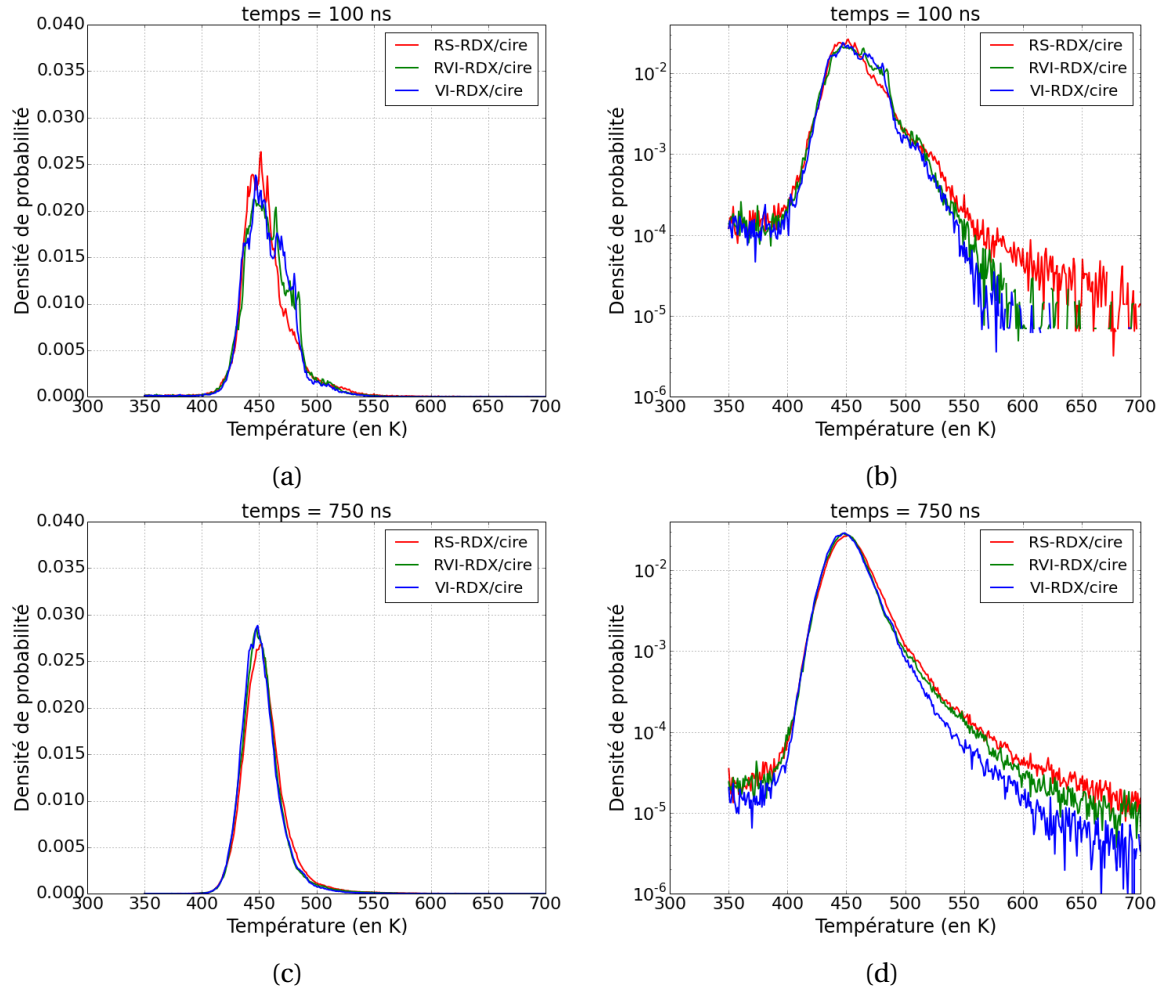 temps = 100 ns
0.040
0.035
0.030
0.025
0.020
0.015
0.010
0.005
0.000
Densité de probabilité
RS-RDX/cire
RVI-RDX/cire
VI-RDX/cire
300 350 400 450 500 550 600 650 700
Température (en K)
(a)
temps = 100 ns
10⁻²
10⁻³
10⁻⁴
10⁻⁵
10⁻⁶
Densité de probabilité
RS-RDX/cire
RVI-RDX/cire
VI-RDX/cire
300 350 400 450 500 550 600 650 700
Température (en K)
(b)
temps = 750 ns
0.040
0.035
0.030
0.025
0.020
0.015
0.010
0.005
0.000
Densité de probabilité
RS-RDX/cire
RVI-RDX/cire
VI-RDX/cire
300 350 400 450 500 550 600 650 700
Température (en K)
(c)
temps = 750 ns
10⁻²
10⁻³
10⁻⁴
10⁻⁵
10⁻⁶
Densité de probabilité
RS-RDX/cire
RVI-RDX/cire
VI-RDX/cire
300 350 400 450 500 550 600 650 700
Température (en K)
(d)